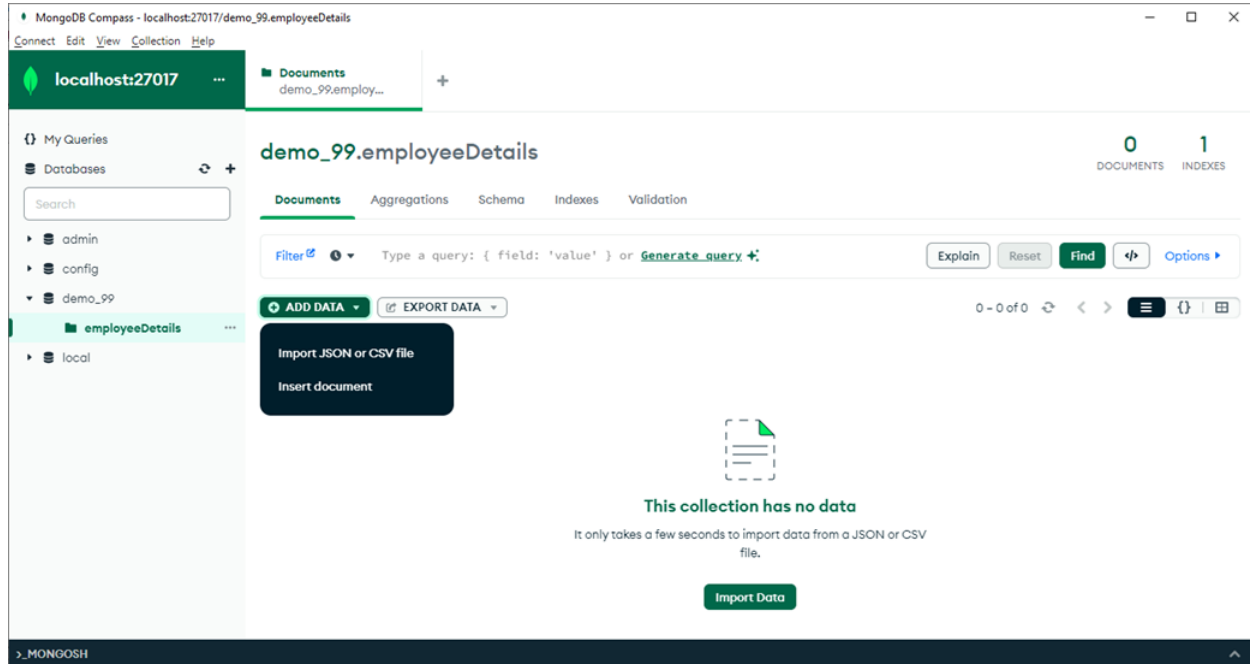 MongoDB Compass - localhost:27017/demo_99.employeeDetails
Connect Edit View Collection Help
localhost:27017 ...
Documents
demo_99.employ...
+
{} My Queries
Databases
+
Search
admin
config
demo_99
employeeDetails ...
local
demo_99.employeeDetails
0
DOCUMENTS
1
INDEXES
Documents Aggregations Schema Indexes Validation
Filter Type a query: { field: 'value' } or Generate query
Explain Reset Find </> Options
ADD DATA EXPORT DATA
0 – 0 of 0 {}
Import JSON or CSV file
Insert document
This collection has no data
It only takes a few seconds to import data from a JSON or CSV
file.
Import Data
>_MONGOSH